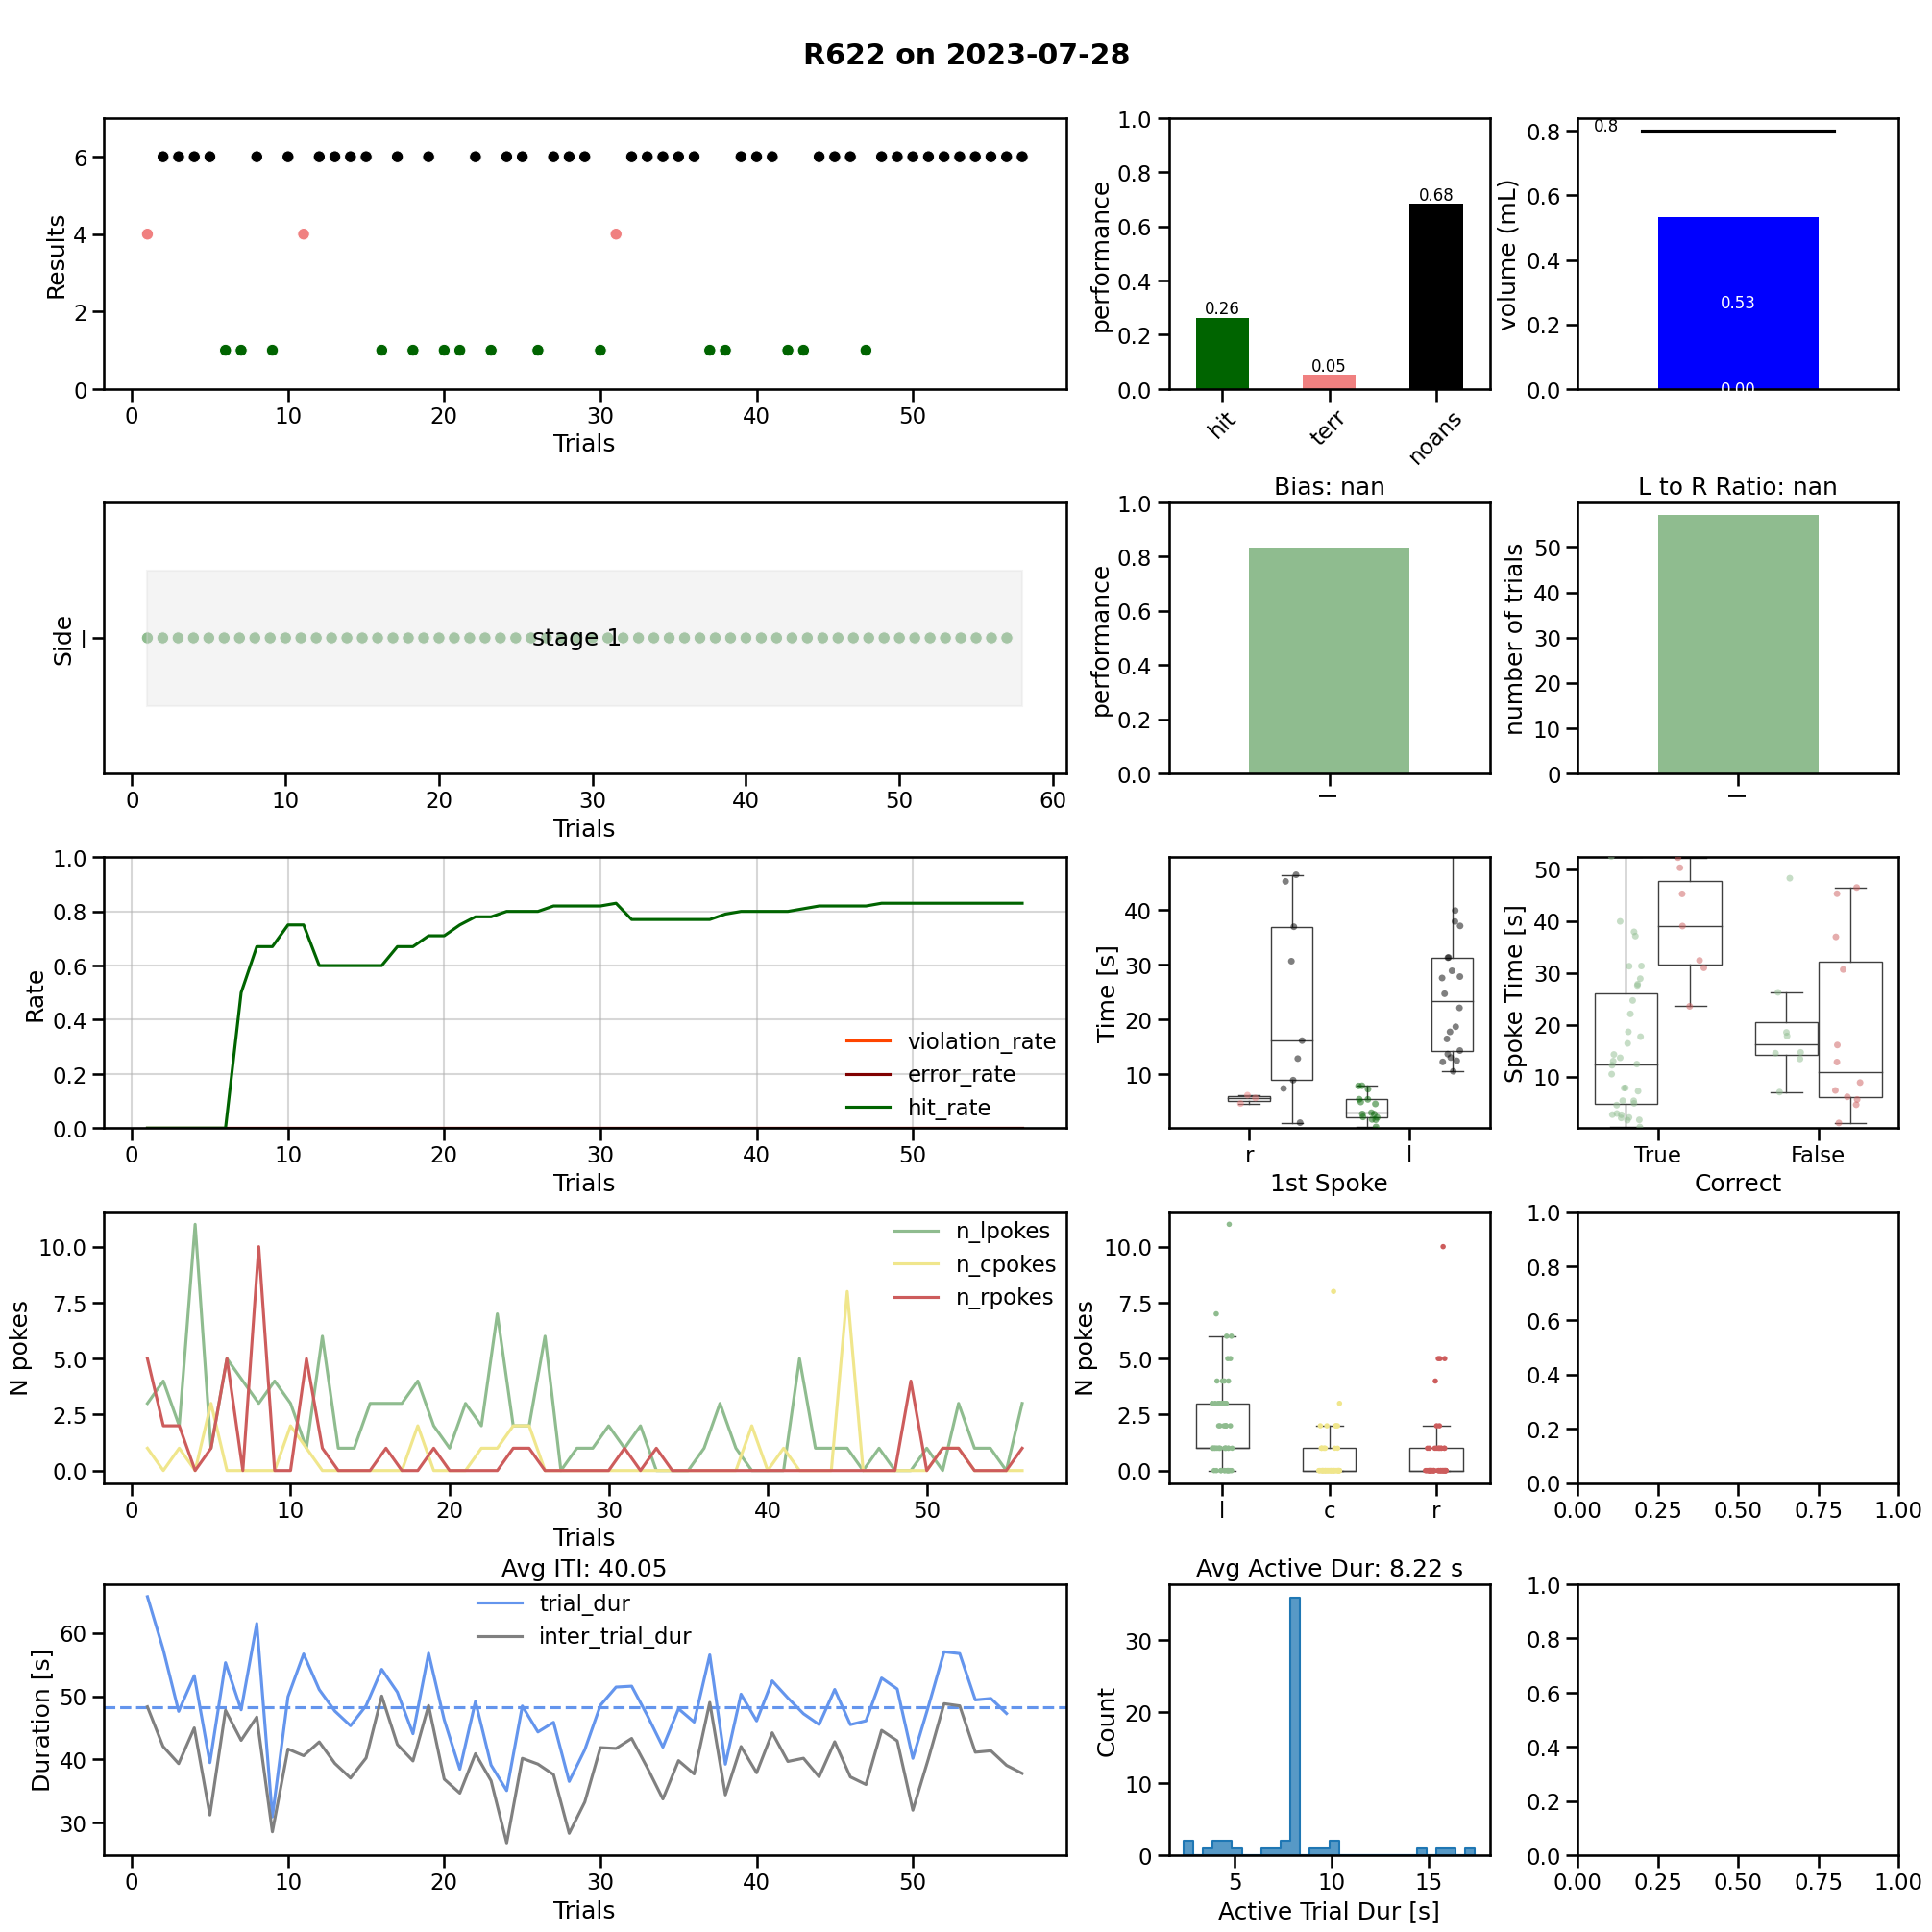 R622 on 2023-07-28
Results
6
4
2
0
0 10 20 30 40 50
Trials
performance
1.0
0.8
0.6
0.4
0.2
0.0
0.26
0.05
0.68
hit terr noans
volume (mL)
0.8
0.6
0.4
0.2
0.0
0.8
0.53
0.00
Side
l
stage 1
0 10 20 30 40 50 60
Trials
Bias: nan
performance
1.0
0.8
0.6
0.4
0.2
0.0
l
L to R Ratio: nan
number of trials
50
40
30
20
10
0
l
Rate
1.0
0.8
0.6
0.4
0.2
0.0
violation_rate
error_rate
hit_rate
0 10 20 30 40 50
Trials
Time [s]
40
30
20
10
r l
1st Spoke
Spoke Time [s]
50
40
30
20
10
True False
Correct
N pokes
10.0
7.5
5.0
2.5
0.0
n_lpokes
n_cpokes
n_rpokes
0 10 20 30 40 50
Trials
N pokes
10.0
7.5
5.0
2.5
0.0
l c r
1.0
0.8
0.6
0.4
0.2
0.0
0.00 0.25 0.50 0.75 1.00
Avg ITI: 40.05
Duration [s]
60
50
40
30
trial_dur
inter_trial_dur
0 10 20 30 40 50
Trials
Avg Active Dur: 8.22 s
Count
30
20
10
0
5 10 15
Active Trial Dur [s]
1.0
0.8
0.6
0.4
0.2
0.0
0.00 0.25 0.50 0.75 1.00